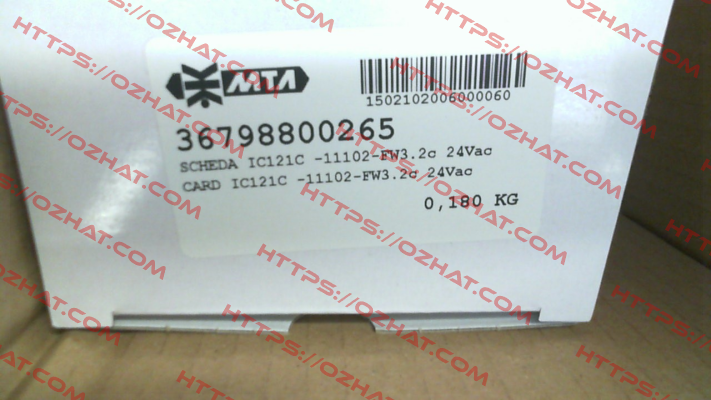 MTA
1502102006000060
36798800265
SCHEDA IC121C -11102-FW3.2c 24Vac
CARD IC121C -11102-FW3.2c 24Vac
0,180 KG
HTTPS://OZHAT.COM